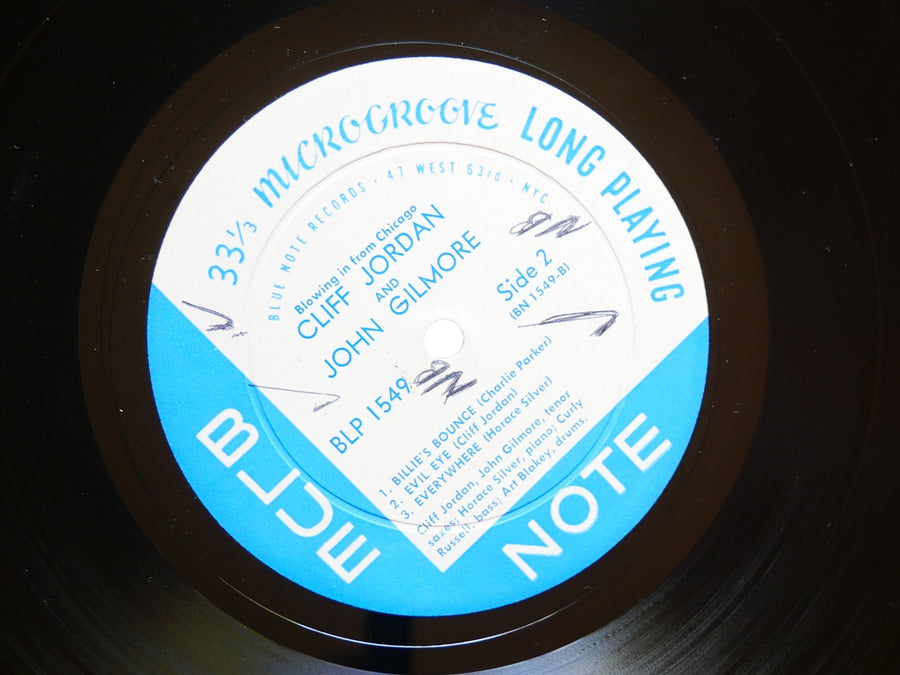 33⅓ MICROGROOVE LONG PLAYING
BLUE NOTE RECORDS · 47 WEST 63rd · NYC
Blowing in from Chicago
CLIFF JORDAN
AND
JOHN GILMORE
Side 2
(BN 1549-B)
BLP 1549
1. BILLIE'S BOUNCE (Charlie Parker)
2. EVIL EYE (Cliff Jordan)
3. EVERYWHERE (Horace Silver)
Cliff Jordan, John Gilmore, tenor
saxes; Horace Silver, piano; Curly
Russell, bass; Art Blakey, drums.
BLUE
NOTE